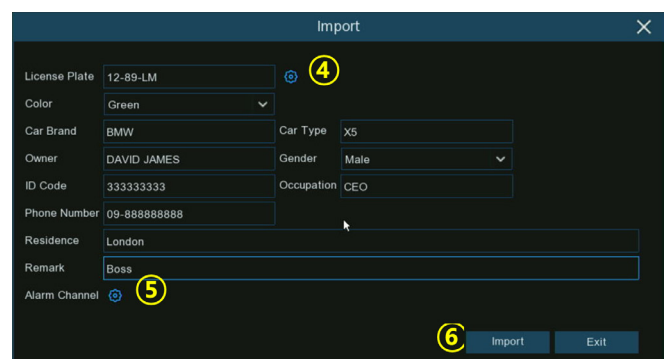 Import
License Plate 12-89-LM ④
Color Green
Car Brand BMW Car Type X5
Owner DAVID JAMES Gender Male
ID Code 333333333 Occupation CEO
Phone Number 09-888888888
Residence London
Remark Boss
Alarm Channel ⑤
⑥ Import Exit